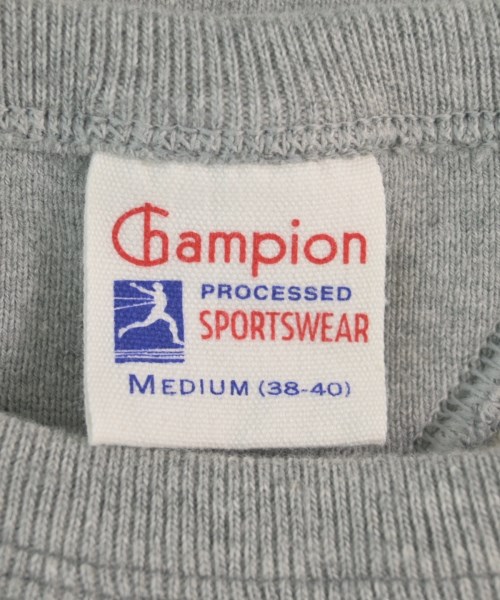 Champion
PROCESSED
SPORTSWEAR
MEDIUM (38-40)